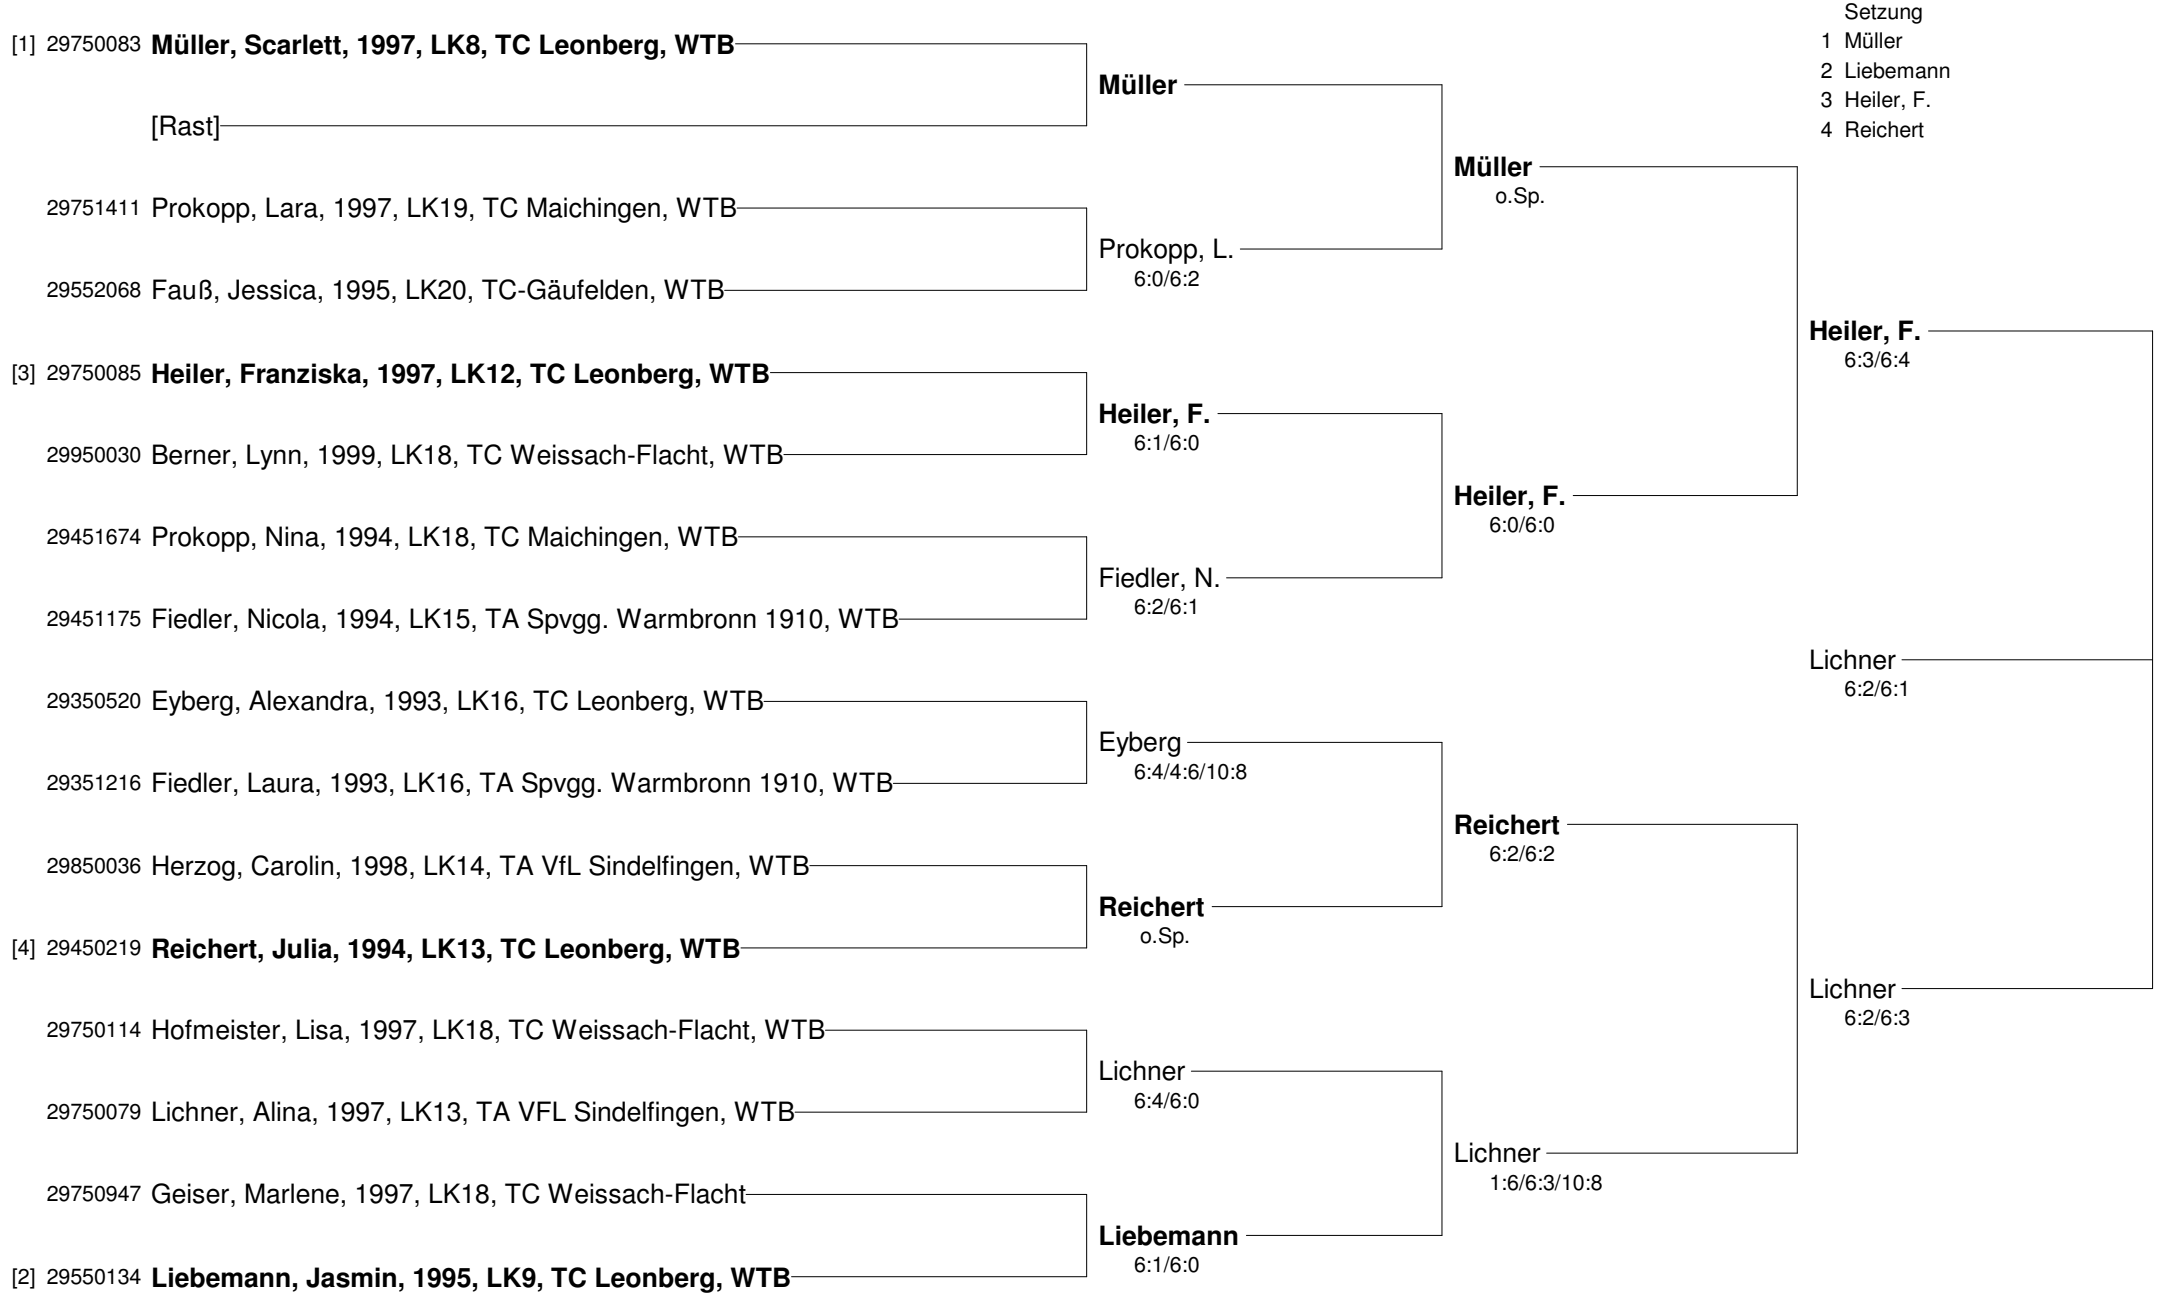 Setzung
1 Müller
2 Liebemann
3 Heiler, F.
4 Reichert
[1] 29750083 Müller, Scarlett, 1997, LK8, TC Leonberg, WTB
Müller
[Rast]
Müller
o.Sp.
29751411 Prokopp, Lara, 1997, LK19, TC Maichingen, WTB
Prokopp, L.
6:0/6:2
29552068 Fauß, Jessica, 1995, LK20, TC-Gäufelden, WTB
Heiler, F.
6:3/6:4
[3] 29750085 Heiler, Franziska, 1997, LK12, TC Leonberg, WTB
Heiler, F.
6:1/6:0
29950030 Berner, Lynn, 1999, LK18, TC Weissach-Flacht, WTB
Heiler, F.
6:0/6:0
29451674 Prokopp, Nina, 1994, LK18, TC Maichingen, WTB
Fiedler, N.
6:2/6:1
29451175 Fiedler, Nicola, 1994, LK15, TA Spvgg. Warmbronn 1910, WTB
Lichner
6:2/6:1
29350520 Eyberg, Alexandra, 1993, LK16, TC Leonberg, WTB
Eyberg
6:4/4:6/10:8
29351216 Fiedler, Laura, 1993, LK16, TA Spvgg. Warmbronn 1910, WTB
Reichert
6:2/6:2
29850036 Herzog, Carolin, 1998, LK14, TA VfL Sindelfingen, WTB
Reichert
o.Sp.
[4] 29450219 Reichert, Julia, 1994, LK13, TC Leonberg, WTB
Lichner
6:2/6:3
29750114 Hofmeister, Lisa, 1997, LK18, TC Weissach-Flacht, WTB
Lichner
6:4/6:0
29750079 Lichner, Alina, 1997, LK13, TA VFL Sindelfingen, WTB
Lichner
1:6/6:3/10:8
29750947 Geiser, Marlene, 1997, LK18, TC Weissach-Flacht
Liebemann
6:1/6:0
[2] 29550134 Liebemann, Jasmin, 1995, LK9, TC Leonberg, WTB